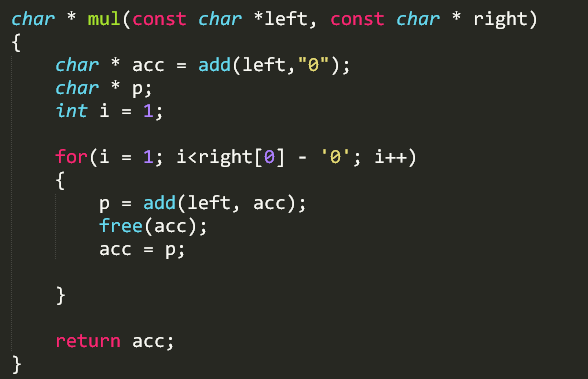 char * mul(const char *left, const char * right)
{
    char * acc = add(left,"0");
    char * p;
    int i = 1;

    for(i = 1; i<right[0] - '0'; i++)
    {
        p = add(left, acc);
        free(acc);
        acc = p;

    }

    return acc;
}